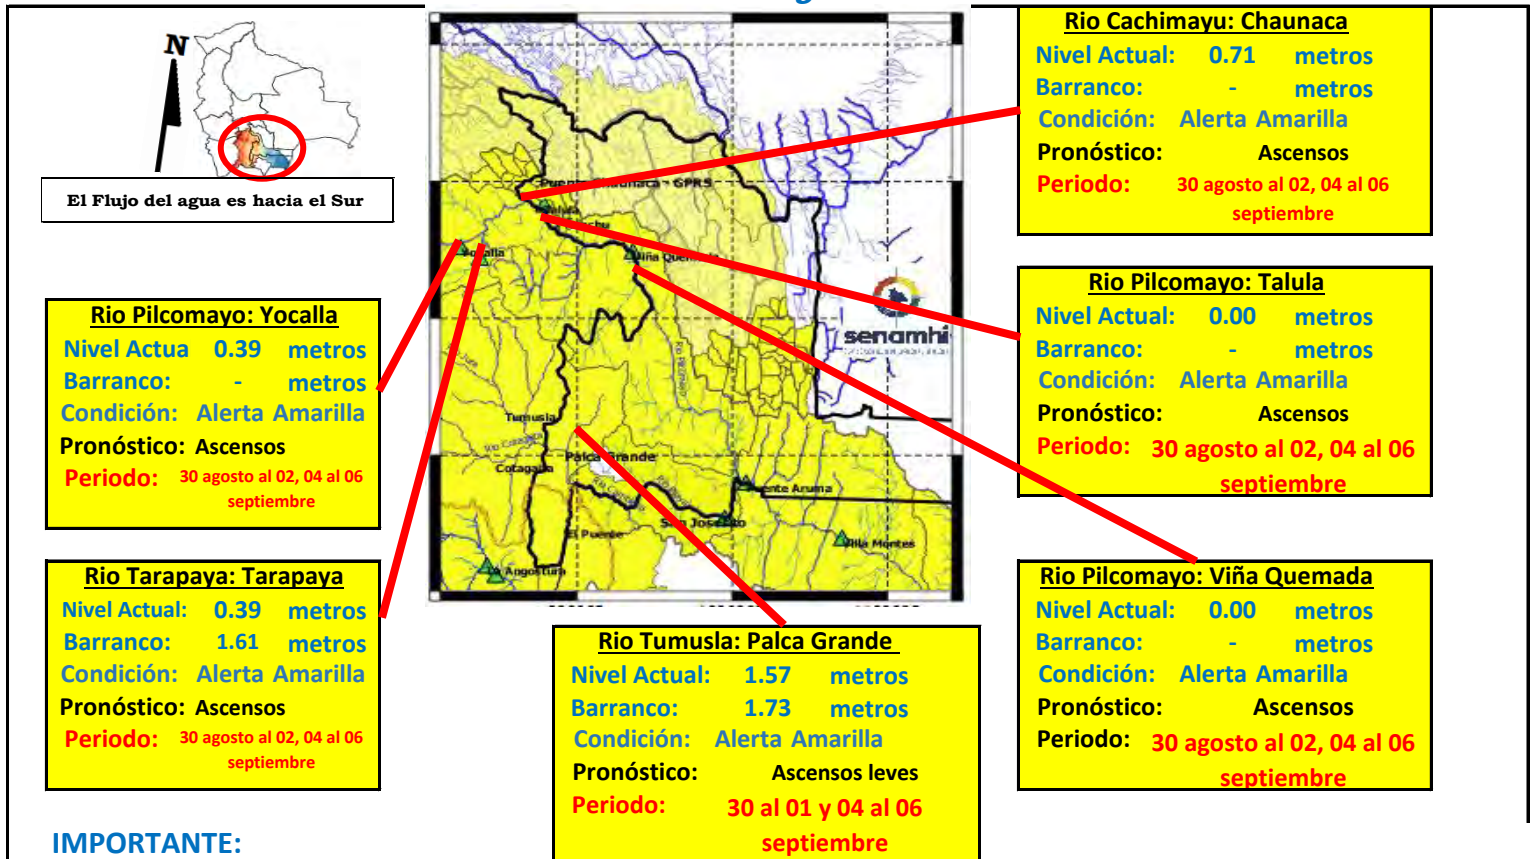 N
El Flujo del agua es hacia el Sur
Rio Cachimayu: Chaunaca
Nivel Actual: 0.71 metros
Barranco: - metros
Condición: Alerta Amarilla
Pronóstico: Ascensos
Periodo: 30 agosto al 02, 04 al 06
septiembre
Rio Pilcomayo: Talula
Nivel Actual: 0.00 metros
Barranco: - metros
Condición: Alerta Amarilla
Pronóstico: Ascensos
Periodo: 30 agosto al 02, 04 al 06
septiembre
Rio Pilcomayo: Yocalla
Nivel Actua 0.39 metros
Barranco: - metros
Condición: Alerta Amarilla
Pronóstico: Ascensos
Periodo: 30 agosto al 02, 04 al 06
septiembre
Rio Tarapaya: Tarapaya
Nivel Actual: 0.39 metros
Barranco: 1.61 metros
Condición: Alerta Amarilla
Pronóstico: Ascensos
Periodo: 30 agosto al 02, 04 al 06
septiembre
Rio Tumusla: Palca Grande
Nivel Actual: 1.57 metros
Barranco: 1.73 metros
Condición: Alerta Amarilla
Pronóstico: Ascensos leves
Periodo: 30 al 01 y 04 al 06
septiembre
Rio Pilcomayo: Viña Quemada
Nivel Actual: 0.00 metros
Barranco: - metros
Condición: Alerta Amarilla
Pronóstico: Ascensos
Periodo: 30 agosto al 02, 04 al 06
septiembre
Chaunaca - GPRS
Viña
senamhi
Tumusla
Palca Grande
Cotagaita
El Puente
Angostura
Villa Montes
IMPORTANTE: